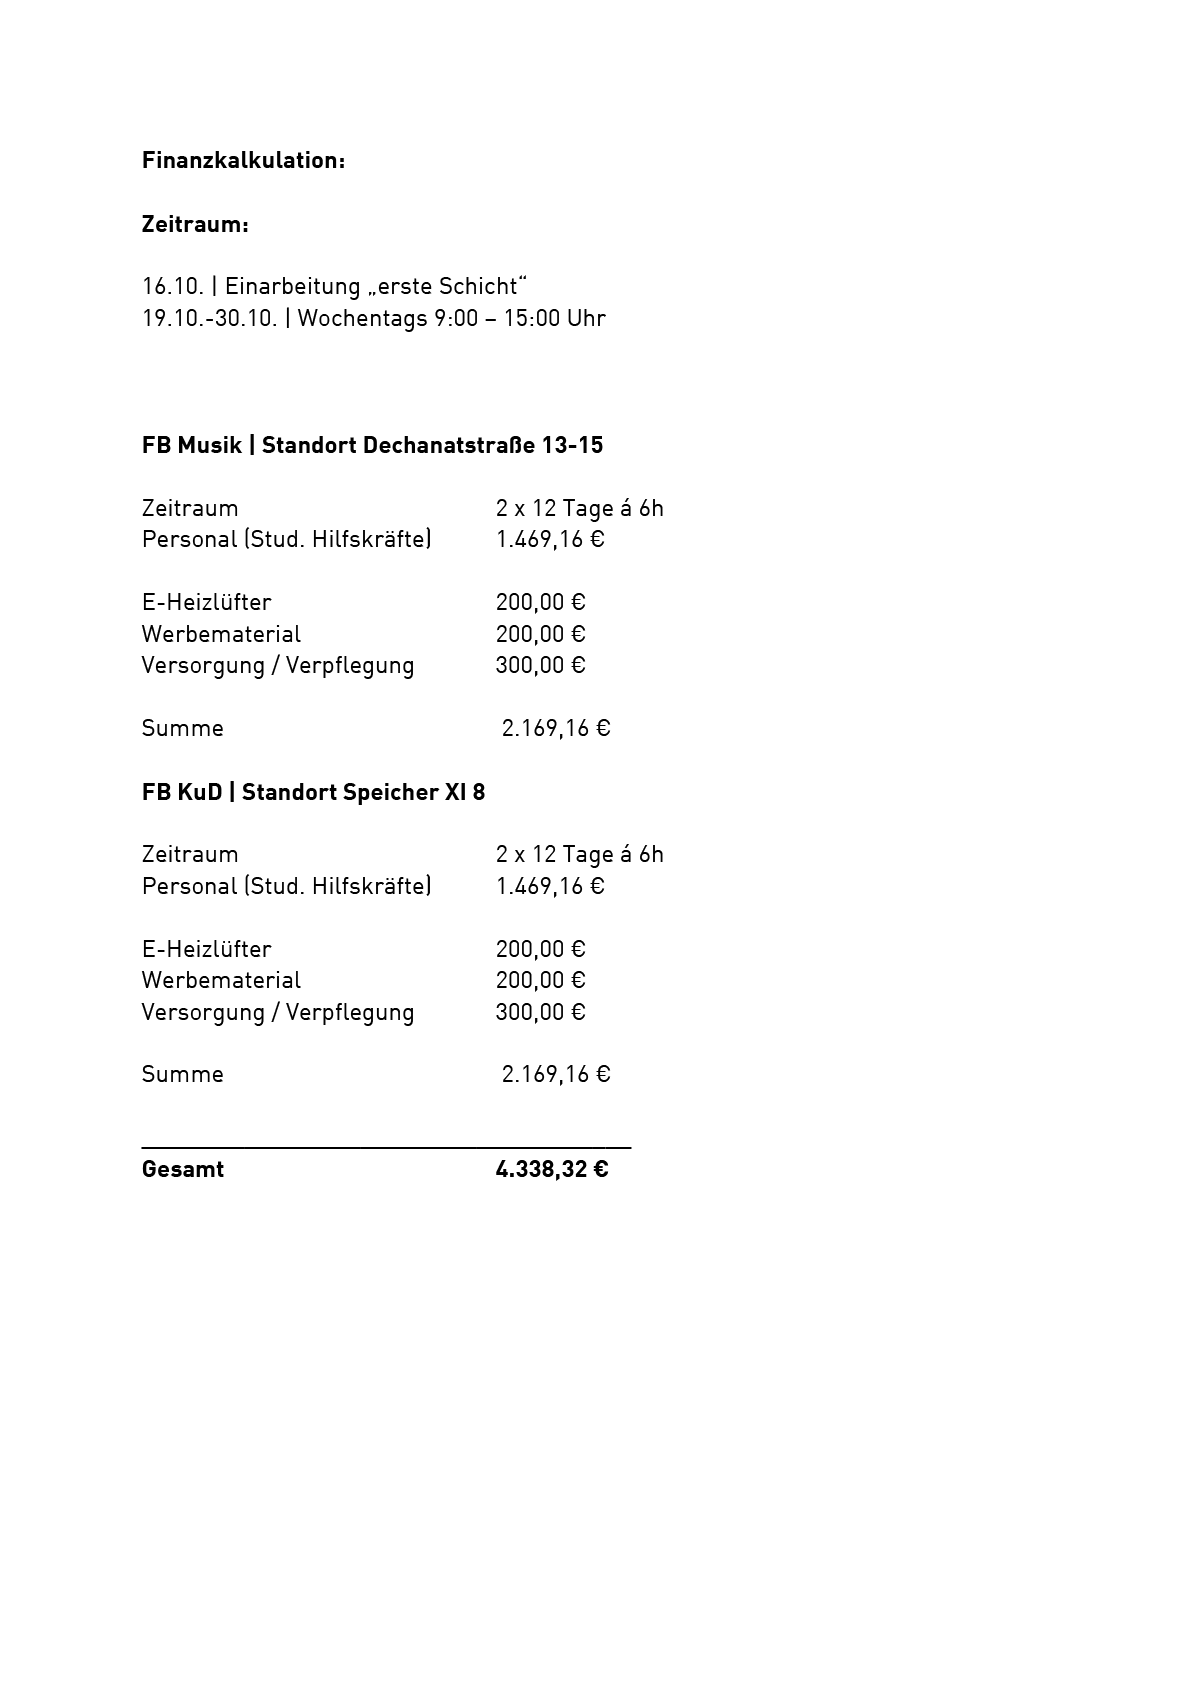 Finanzkalkulation:
Zeitraum:
16.10. | Einarbeitung „erste Schicht“
19.10.-30.10. | Wochentags 9:00 – 15:00 Uhr
FB Musik | Standort Dechanatstraße 13-15
Zeitraum 2 x 12 Tage á 6h
Personal (Stud. Hilfskräfte) 1.469,16 €
E-Heizlüfter 200,00 €
Werbematerial 200,00 €
Versorgung / Verpflegung 300,00 €
Summe 2.169,16 €
FB KuD | Standort Speicher XI 8
Zeitraum 2 x 12 Tage á 6h
Personal (Stud. Hilfskräfte) 1.469,16 €
E-Heizlüfter 200,00 €
Werbematerial 200,00 €
Versorgung / Verpflegung 300,00 €
Summe 2.169,16 €
Gesamt 4.338,32 €